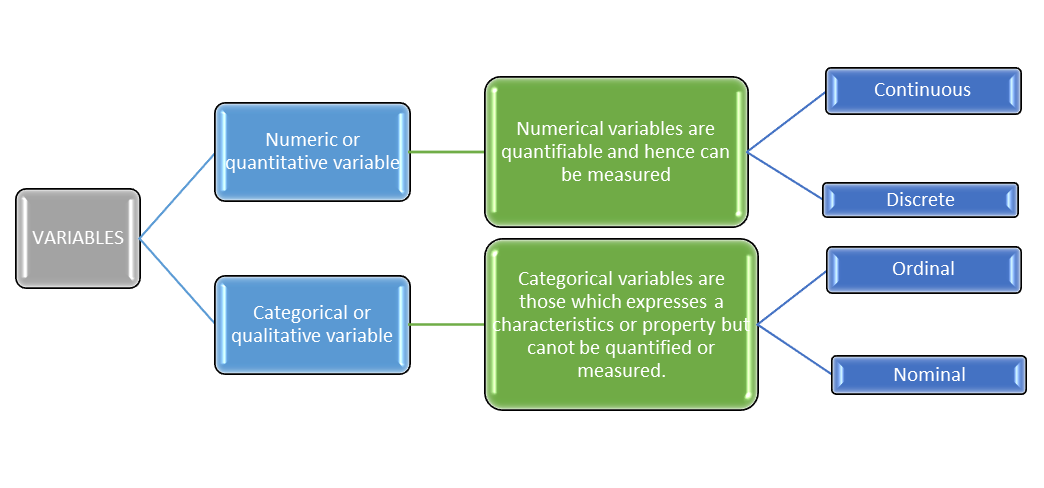 VARIABLES
Numeric or
quantitative variable
Numerical variables are
quantifiable and hence can
be measured
Continuous
Discrete
Categorical or
qualitative variable
Categorical variables are
those which expresses a
characteristics or property but
canot be quantified or
measured.
Ordinal
Nominal